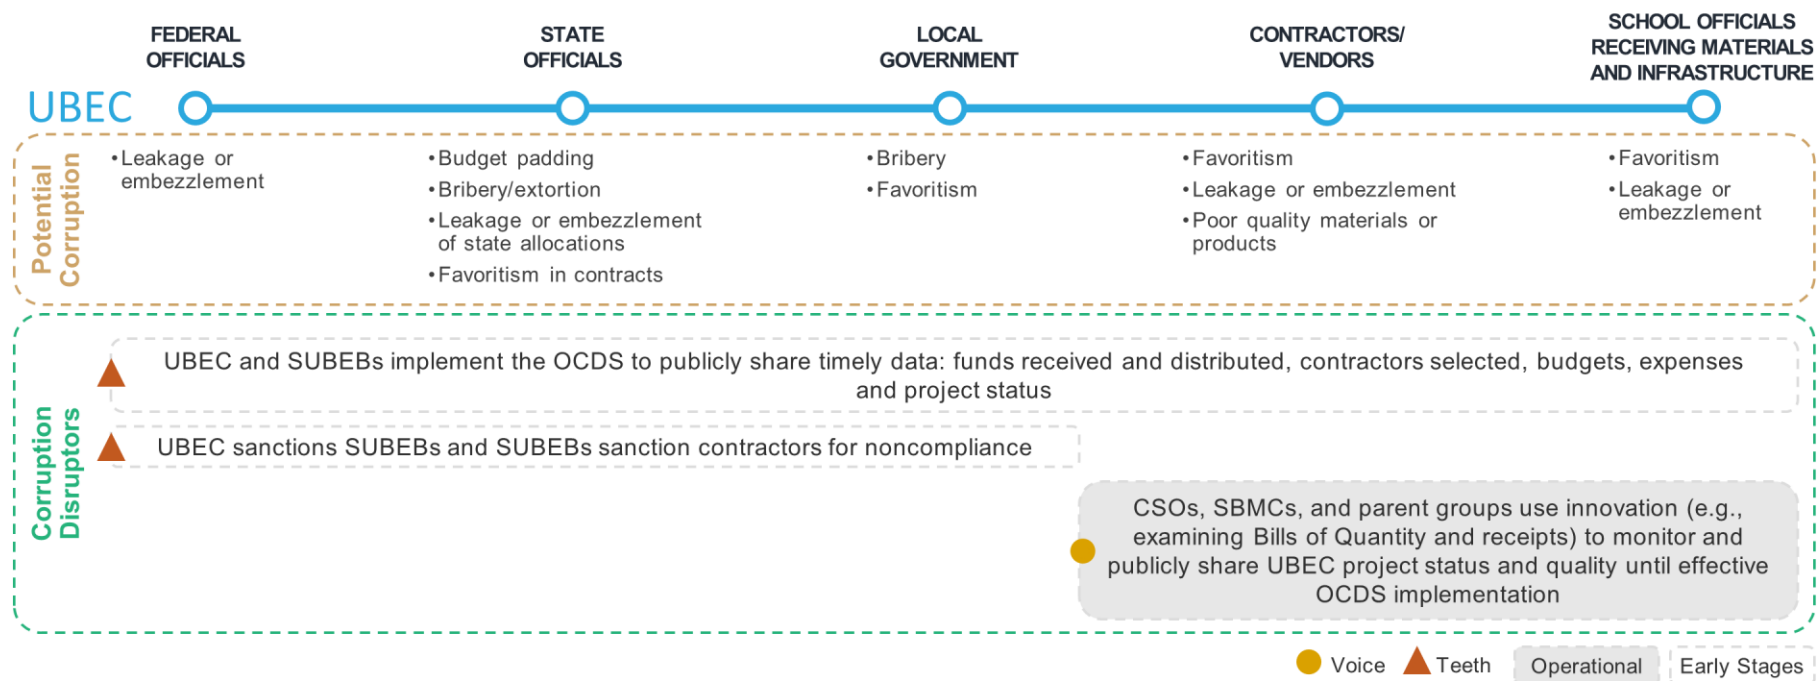 FEDERAL
OFFICIALS
STATE
OFFICIALS
LOCAL
GOVERNMENT
CONTRACTORS/
VENDORS
SCHOOL OFFICIALS
RECEIVING MATERIALS
AND INFRASTRUCTURE
UBEC
Potential
Corruption
•Leakage or
embezzlement
•Budget padding
•Bribery/extortion
•Leakage or embezzlement
of state allocations
•Favoritism in contracts
•Bribery
•Favoritism
•Favoritism
•Leakage or embezzlement
•Poor quality materials or
products
•Favoritism
•Leakage or
embezzlement
Corruption
Disruptors
UBEC and SUBEBs implement the OCDS to publicly share timely data: funds received and distributed, contractors selected, budgets, expenses
and project status
UBEC sanctions SUBEBs and SUBEBs sanction contractors for noncompliance
CSOs, SBMCs, and parent groups use innovation (e.g.,
examining Bills of Quantity and receipts) to monitor and
publicly share UBEC project status and quality until effective
OCDS implementation
Voice
Teeth
Operational
Early Stages